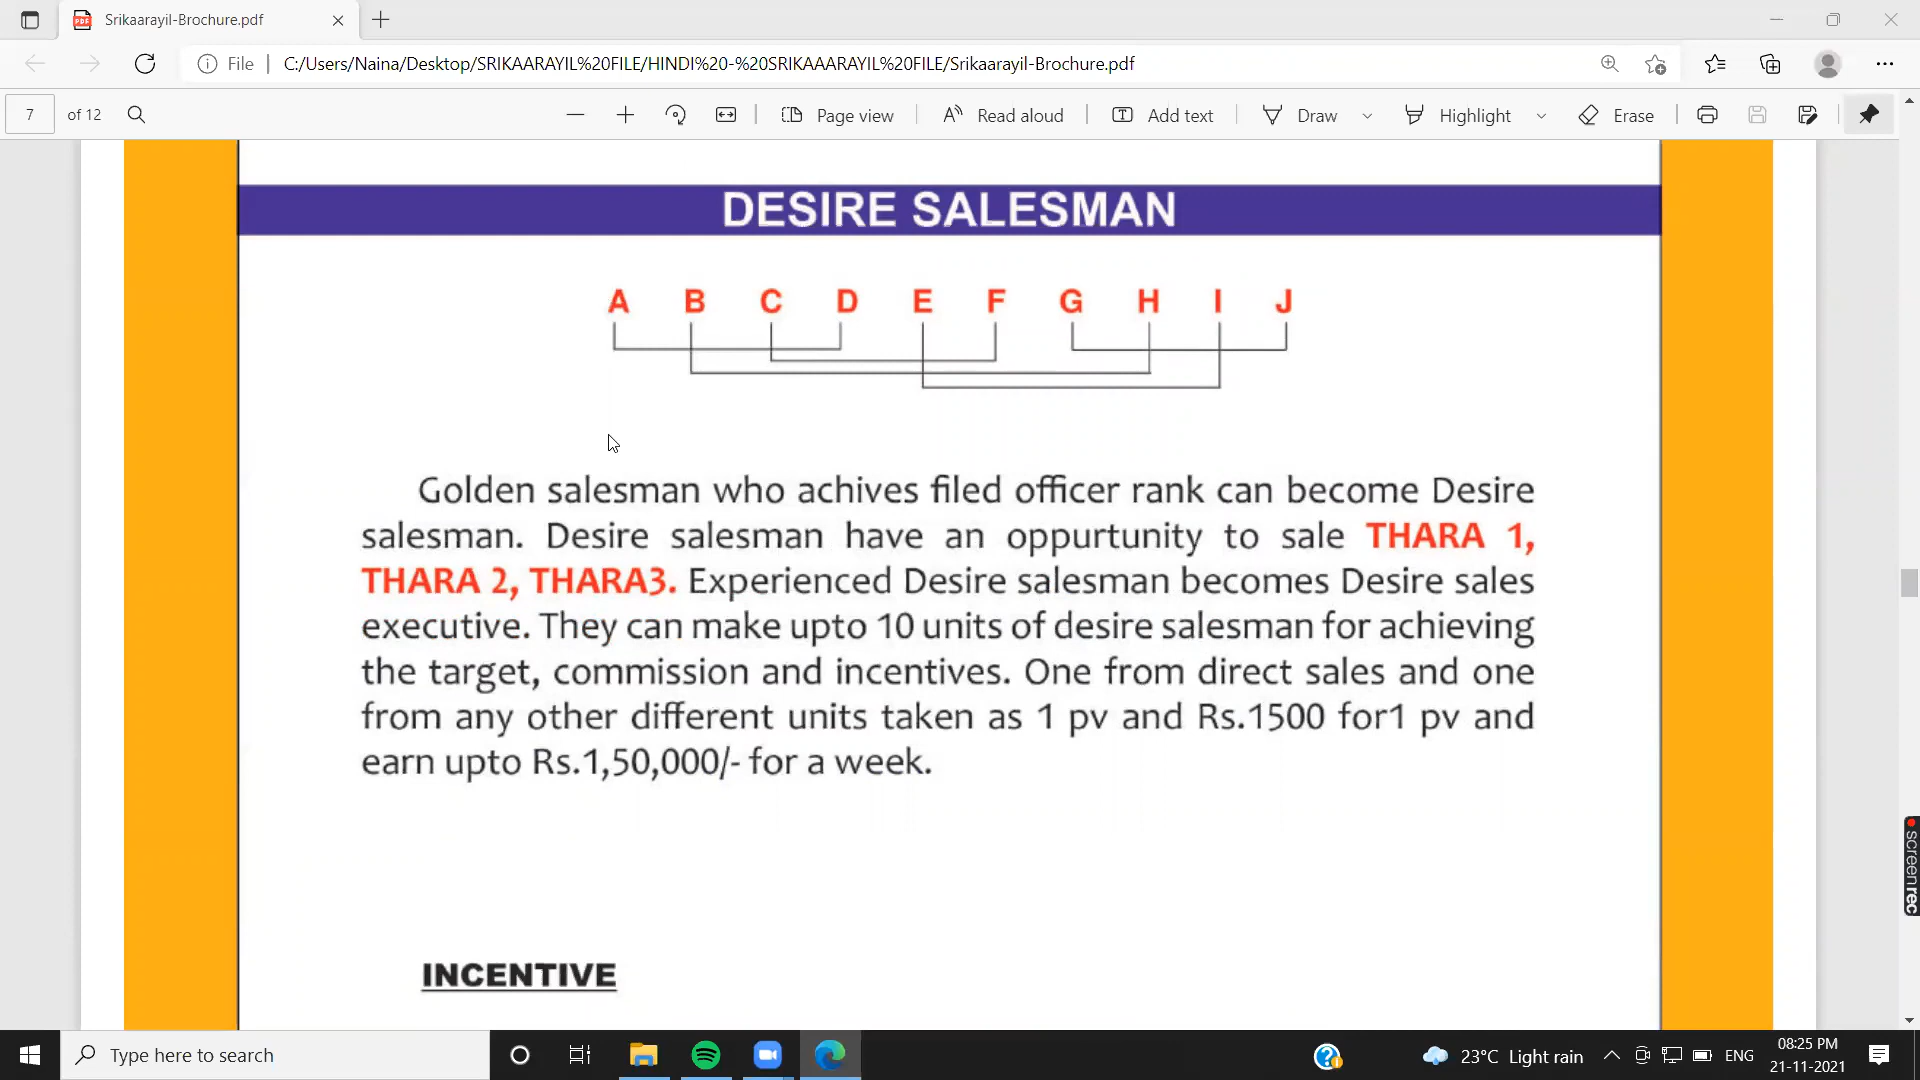 Srikaarayil-Brochure.pdf
File
C:/Users/Naina/Desktop/SRIKAARAYIL%20FILE/HINDI%20-%20SRIKAAARAYIL%20FILE/Srikaarayil-Brochure.pdf
7 of 12
Page view
Read aloud
Add text
Draw
Highlight
Erase
DESIRE SALESMAN
A B C D E F G H I J
Golden salesman who achives filed officer rank can become Desire
salesman. Desire salesman have an oppurtunity to sale THARA 1,
THARA 2, THARA3. Experienced Desire salesman becomes Desire sales
executive. They can make upto 10 units of desire salesman for achieving
the target, commission and incentives. One from direct sales and one
from any other different units taken as 1 pv and Rs.1500 for1 pv and
earn upto Rs.1,50,000/- for a week.
INCENTIVE
screenrec
Type here to search
23°C Light rain
ENG
08:25 PM
21-11-2021